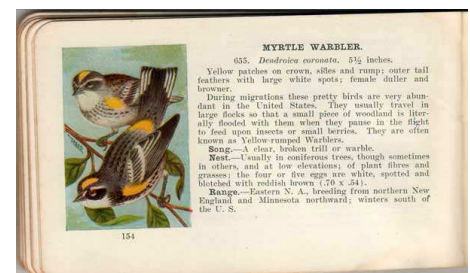 MYRTLE WARBLER.
655. Dendroica coronata. 5½ inches.
Yellow patches on crown, sides and rump; outer tail
feathers with large white spots; female duller and
browner.
During migrations these pretty birds are very abun-
dant in the United States. They usually travel in
large flocks so that a small piece of woodland is liter-
ally flooded with them when they pause in the flight
to feed upon insects or small berries. They are often
known as Yellow-rumped Warblers.
Song.—A clear, broken trill or warble.
Nest.—Usually in coniferous trees, though sometimes
in others, and at low elevations; of plant fibres and
grasses; the four or five eggs are white, spotted and
blotched with reddish brown (.70 x .54).
Range.—Eastern N. A., breeding from northern New
England and Minnesota northward; winters south of
the U. S.
154